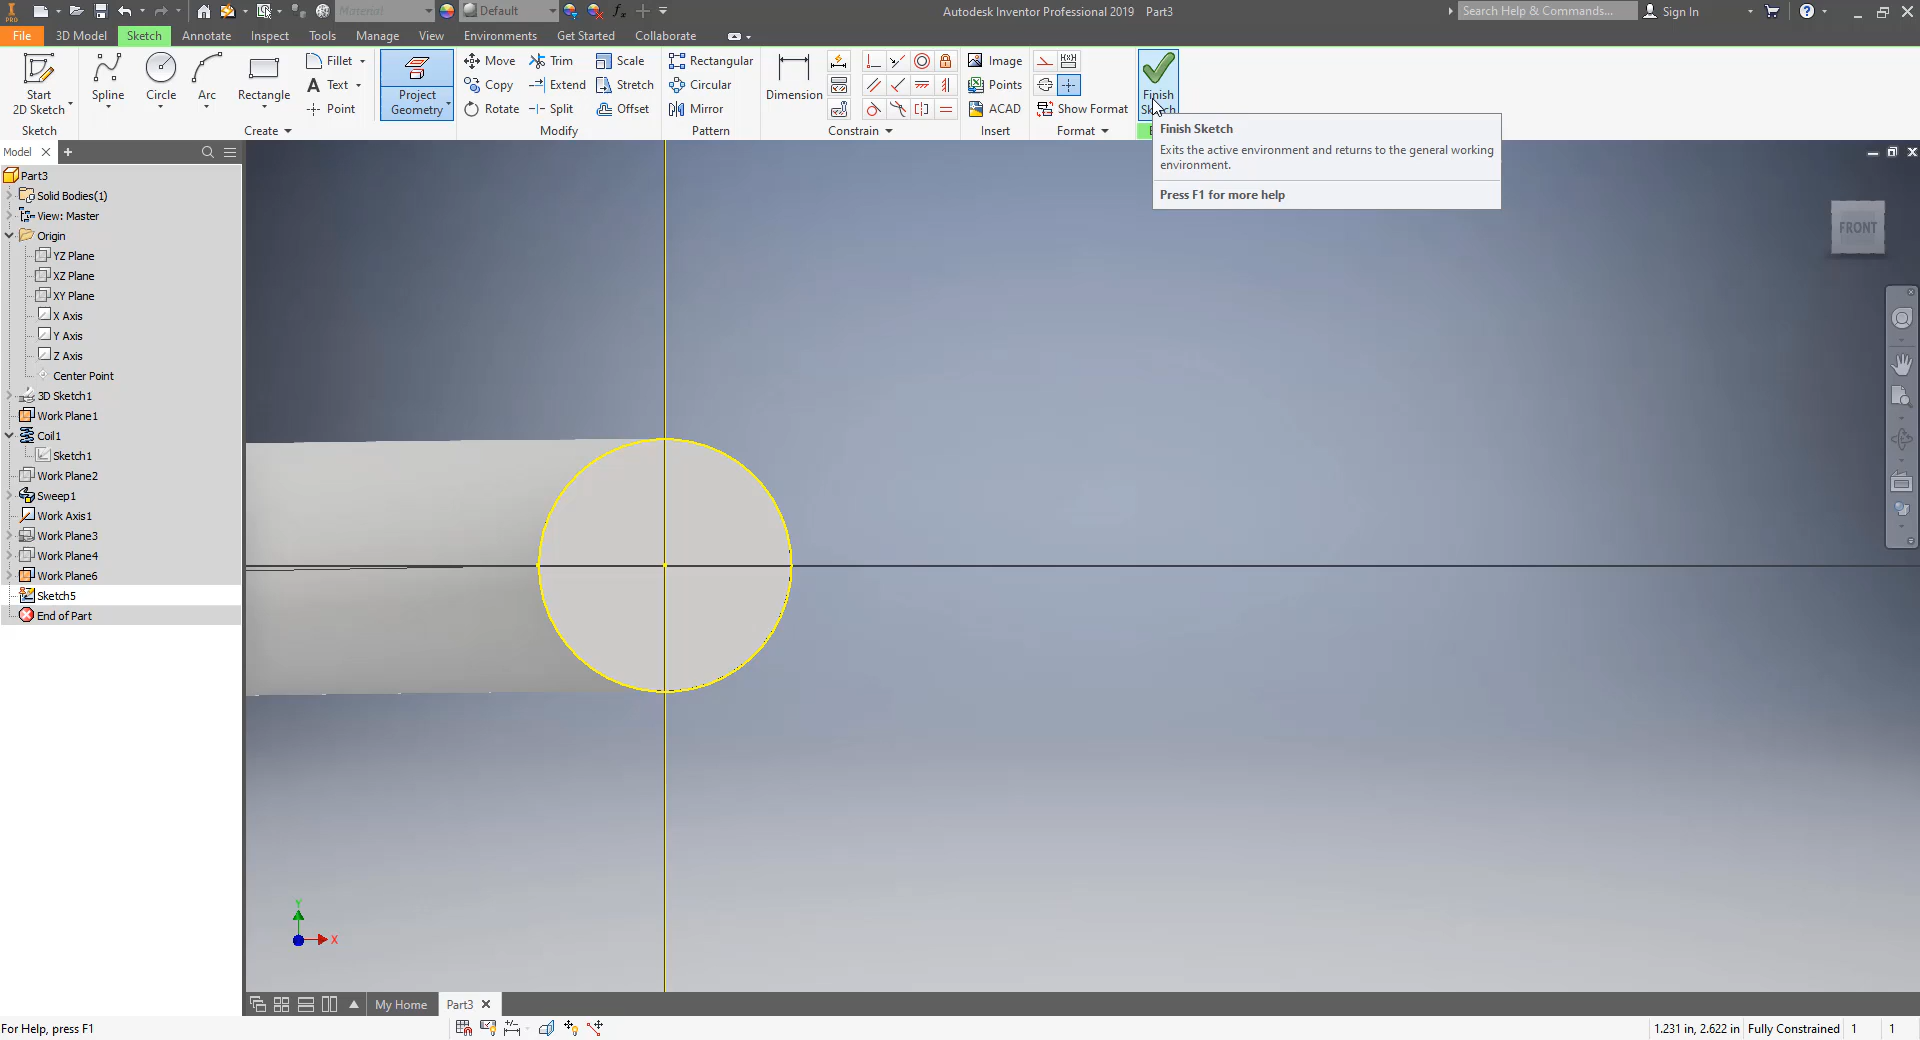 PRO
Material
Default
Autodesk Inventor Professional 2019 Part3
Search Help & Commands...
Sign In
File
3D Model
Sketch
Annotate
Inspect
Tools
Manage
View
Environments
Get Started
Collaborate
Start
2D Sketch
Spline
Circle
Arc
Rectangle
Fillet
Text
Point
Project
Geometry
Move
Copy
Rotate
Trim
Extend
Split
Scale
Stretch
Offset
Rectangular
Circular
Mirror
Dimension
Image
Points
ACAD
Show Format
Finish
Sketch
Sketch
Create
Modify
Pattern
Constrain
Insert
Format
Finish Sketch
Exits the active environment and returns to the general working
environment.
Press F1 for more help
Model
Part3
Solid Bodies(1)
View: Master
Origin
YZ Plane
XZ Plane
XY Plane
X Axis
Y Axis
Z Axis
Center Point
3D Sketch1
Work Plane1
Coil1
Sketch1
Work Plane2
Sweep1
Work Axis1
Work Plane3
Work Plane4
Work Plane6
Sketch5
End of Part
FRONT
Y
X
My Home
Part3
For Help, press F1
1.231 in, 2.622 in
Fully Constrained
1
1